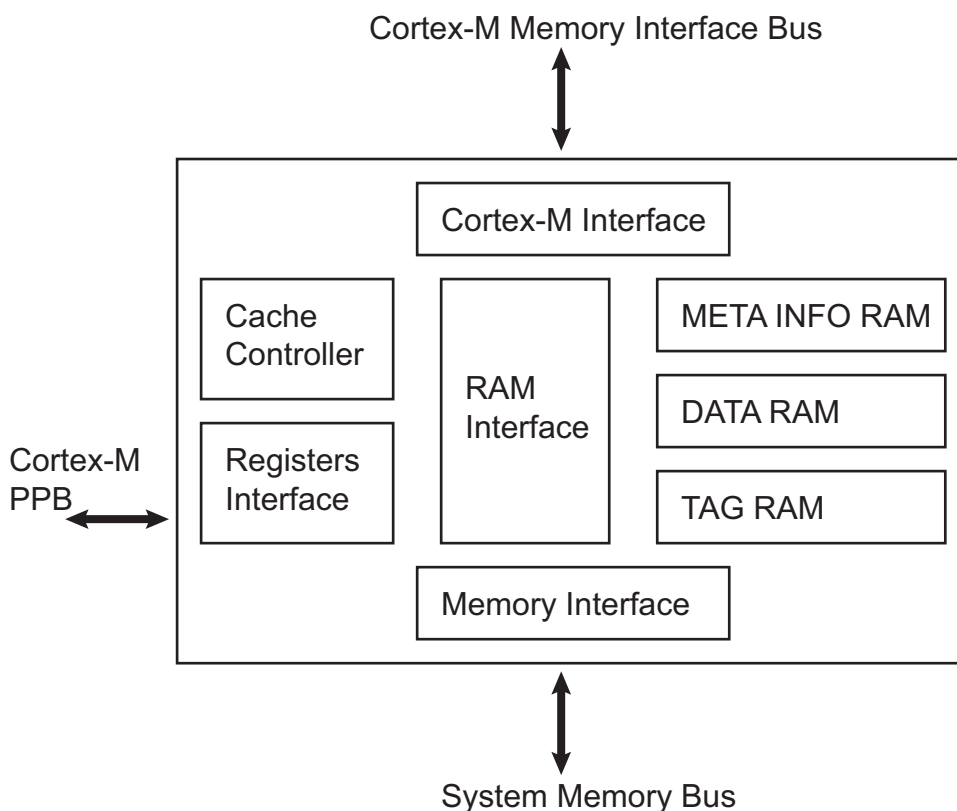 Cortex-M Memory Interface Bus
Cortex-M Interface
Cache
Controller
RAM
Interface
META INFO RAM
DATA RAM
Cortex-M
PPB
Registers
Interface
TAG RAM
Memory Interface
System Memory Bus